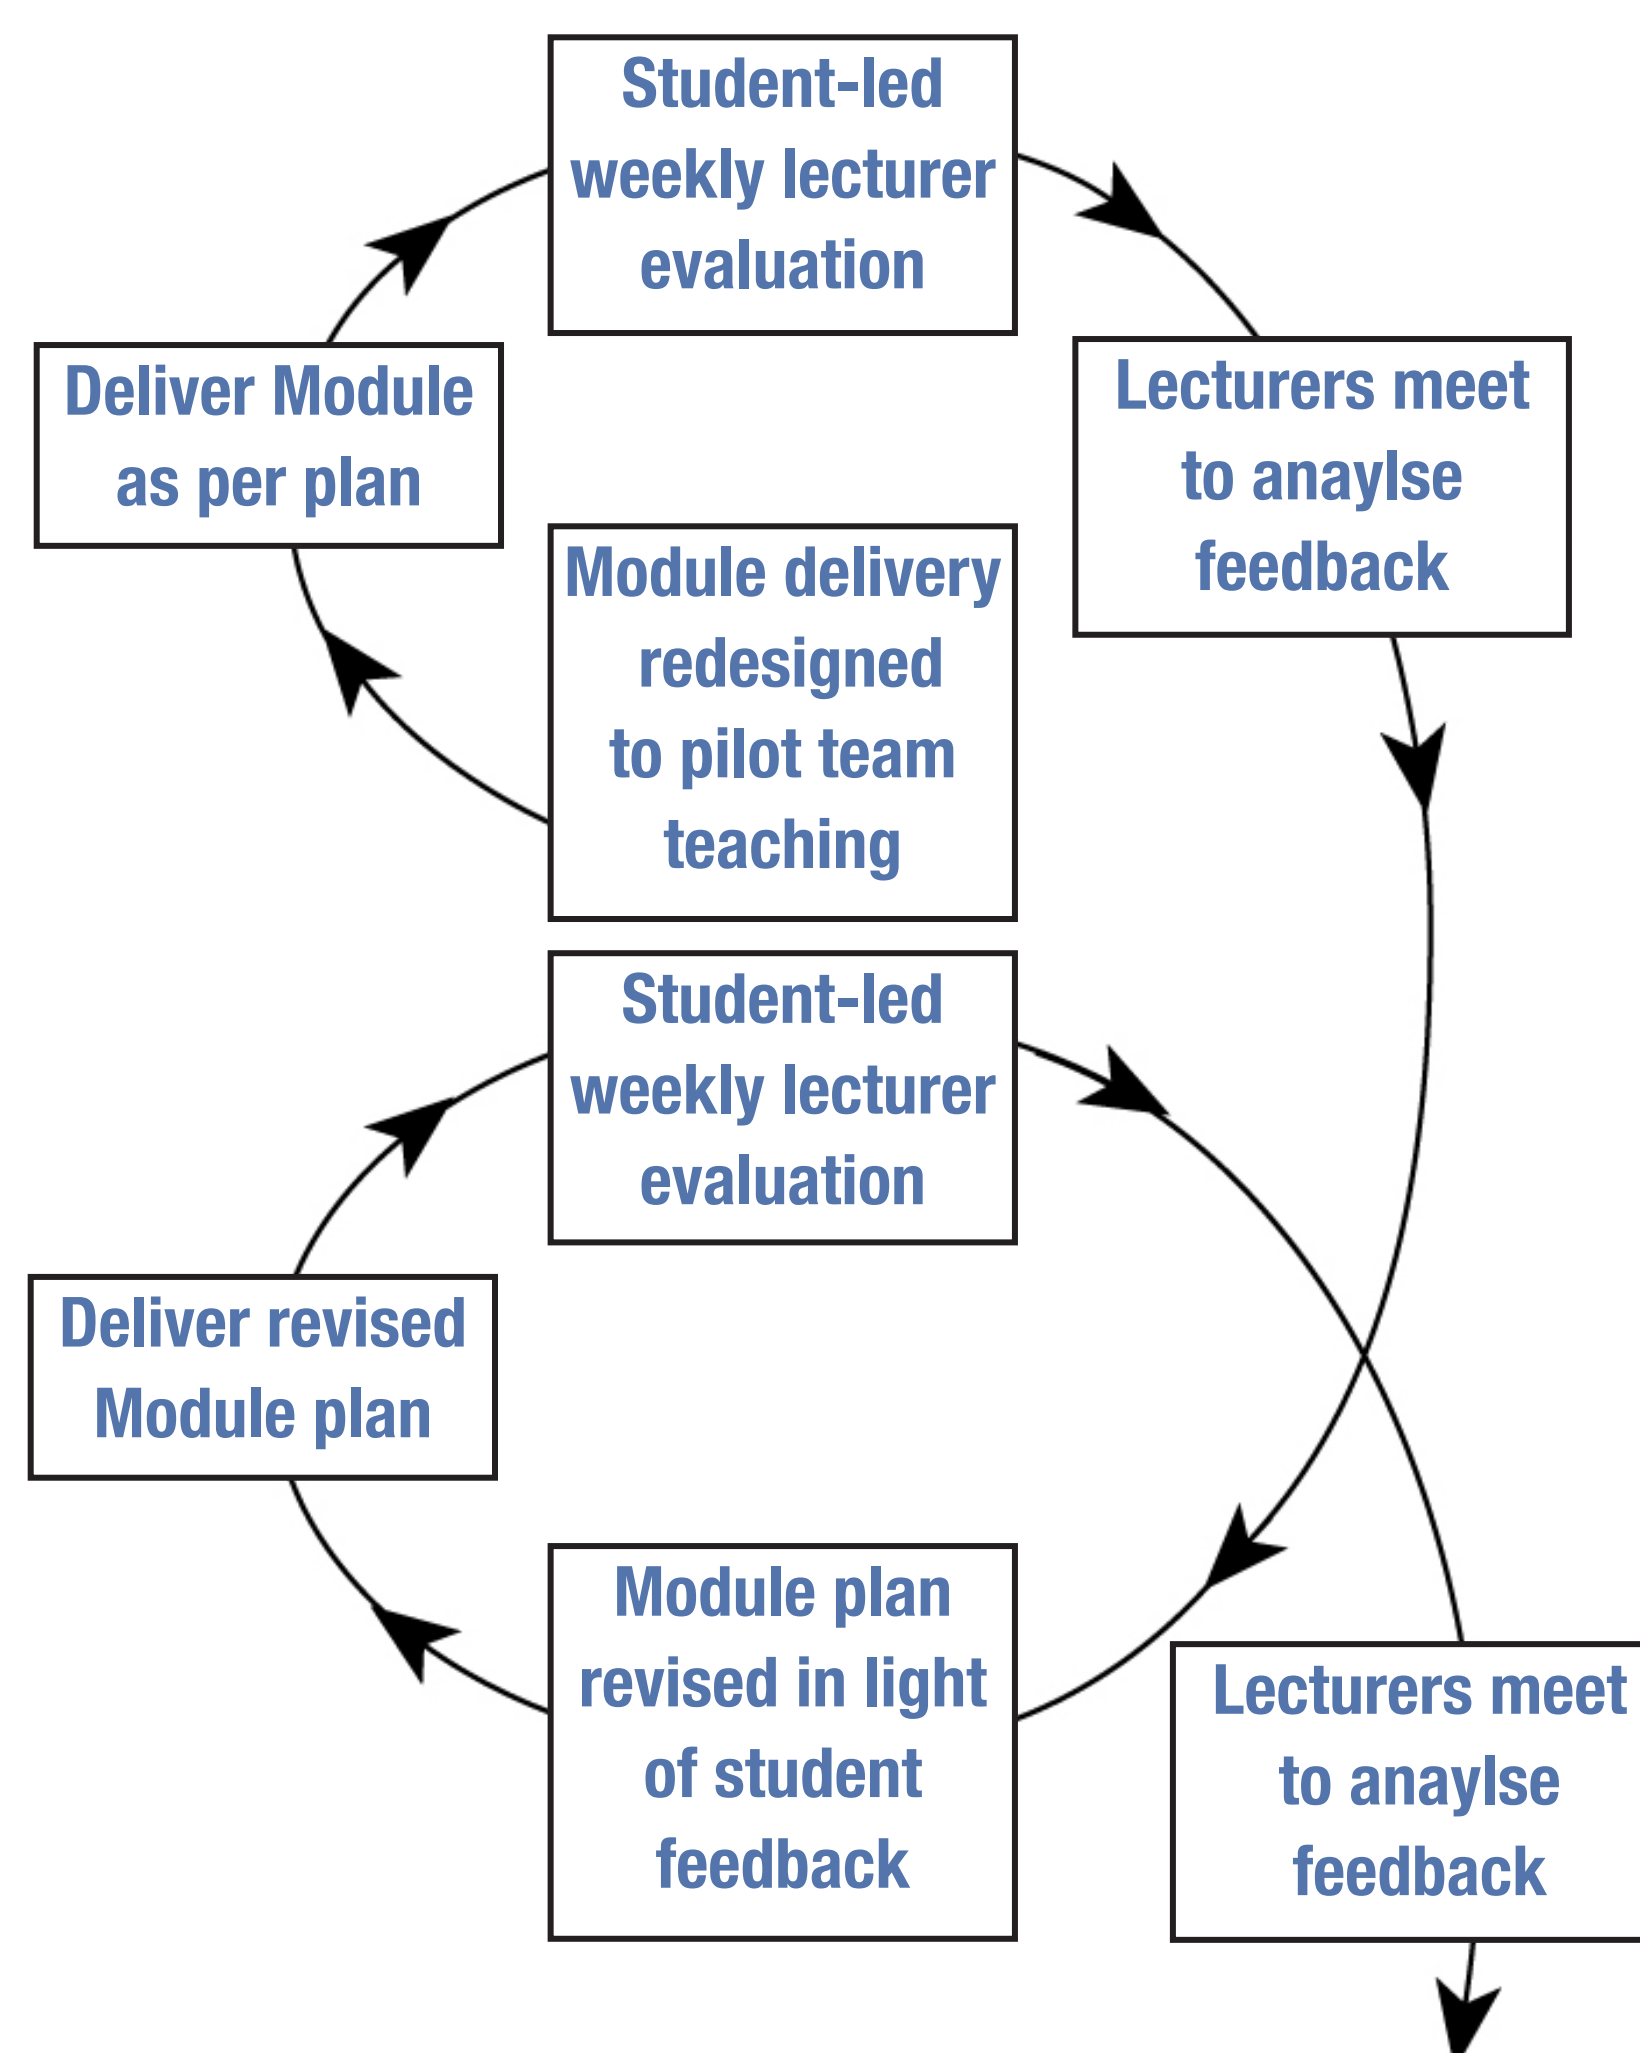 Student-led
weekly lecturer
evaluation
Deliver Module
as per plan
Lecturers meet
to anaylse
feedback
Module delivery
redesigned
to pilot team
teaching
Student-led
weekly lecturer
evaluation
Deliver revised
Module plan
Module plan
revised in light
of student
feedback
Lecturers meet
to anaylse
feedback